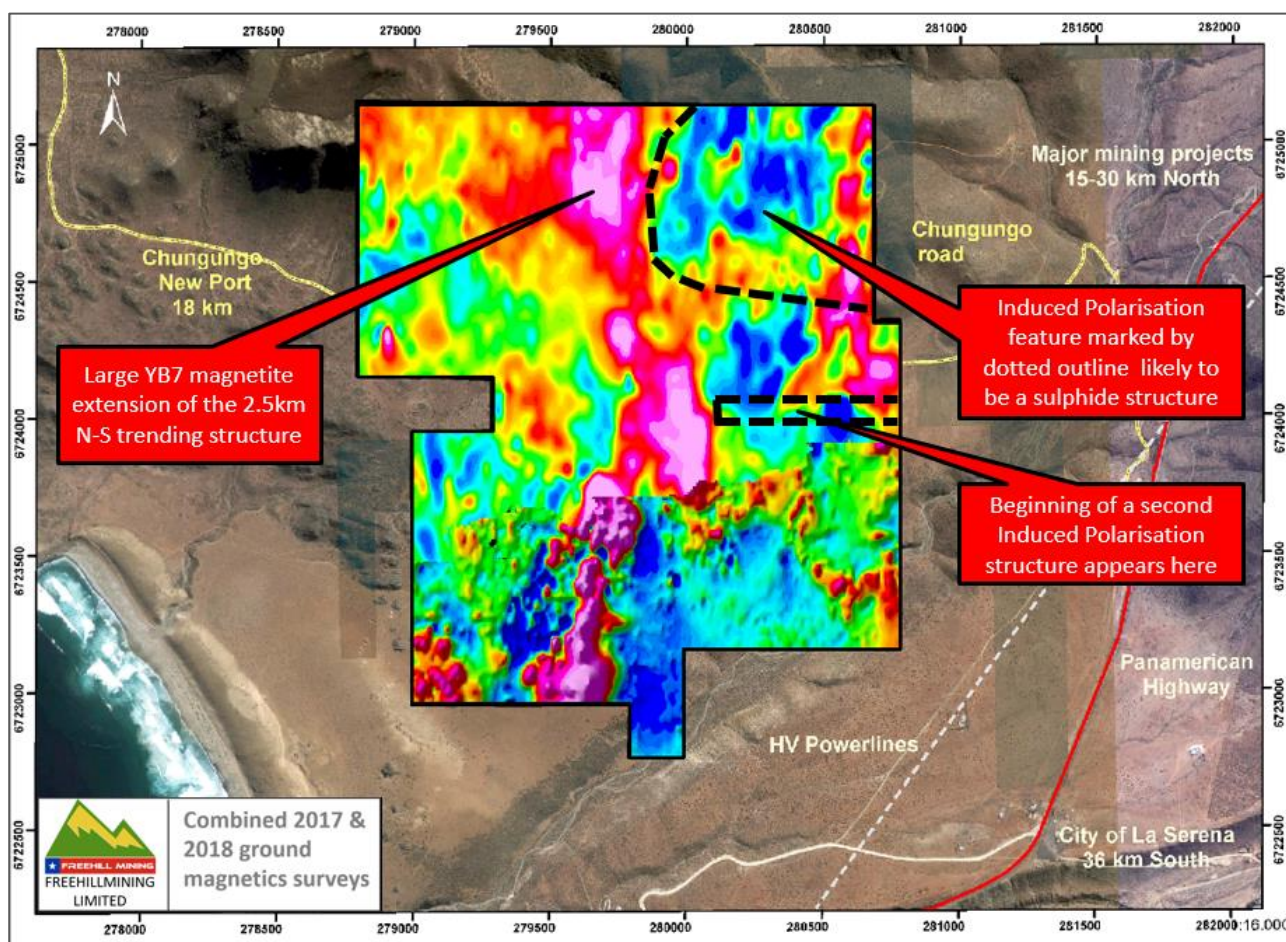 278000 278500 279000 279500 280000 280500 281000 281500 282000
N
6725000
6725000
Major mining projects
15-30 km North
Chungungo
road
Chungungo
New Port
18 km
6724500
6724500
Induced Polarisation
feature marked by
dotted outline likely to
be a sulphide structure
Large YB7 magnetite
extension of the 2.5km
N-S trending structure
6724000
6724000
Beginning of a second
Induced Polarisation
structure appears here
6723500
6723500
Panamerican
Highway
6723000
6723000
HV Powerlines
6722500
6722500
City of La Serena
36 km South
FREEHILL MINING
FREEHILLMINING
LIMITED
Combined 2017 &
2018 ground
magnetics surveys
278000 278500 279000 279500 280000 280500 281000 281500 282000
1:16.000